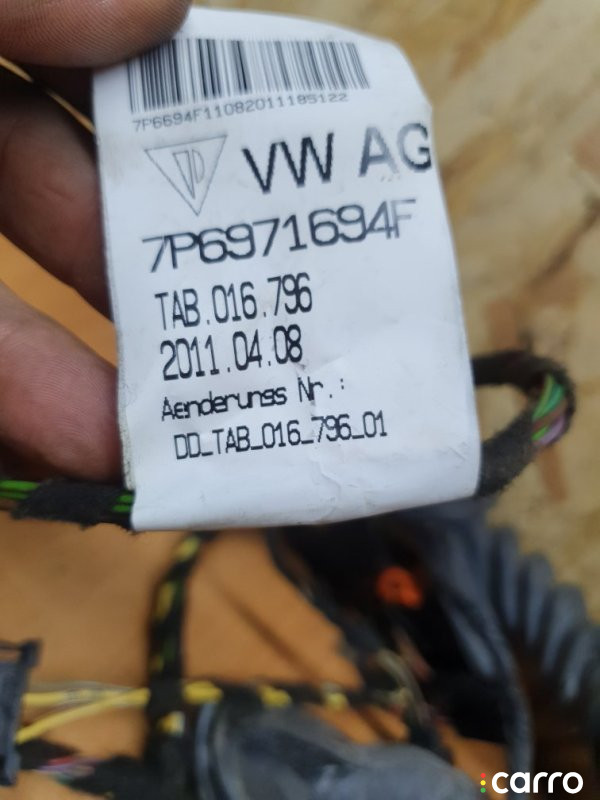 7P6694F11082011185122
VW AG
7P6971694F
TAB.016.796
2011.04.08
Aenderungs Nr.:
DD_TAB_016_796_01
carro